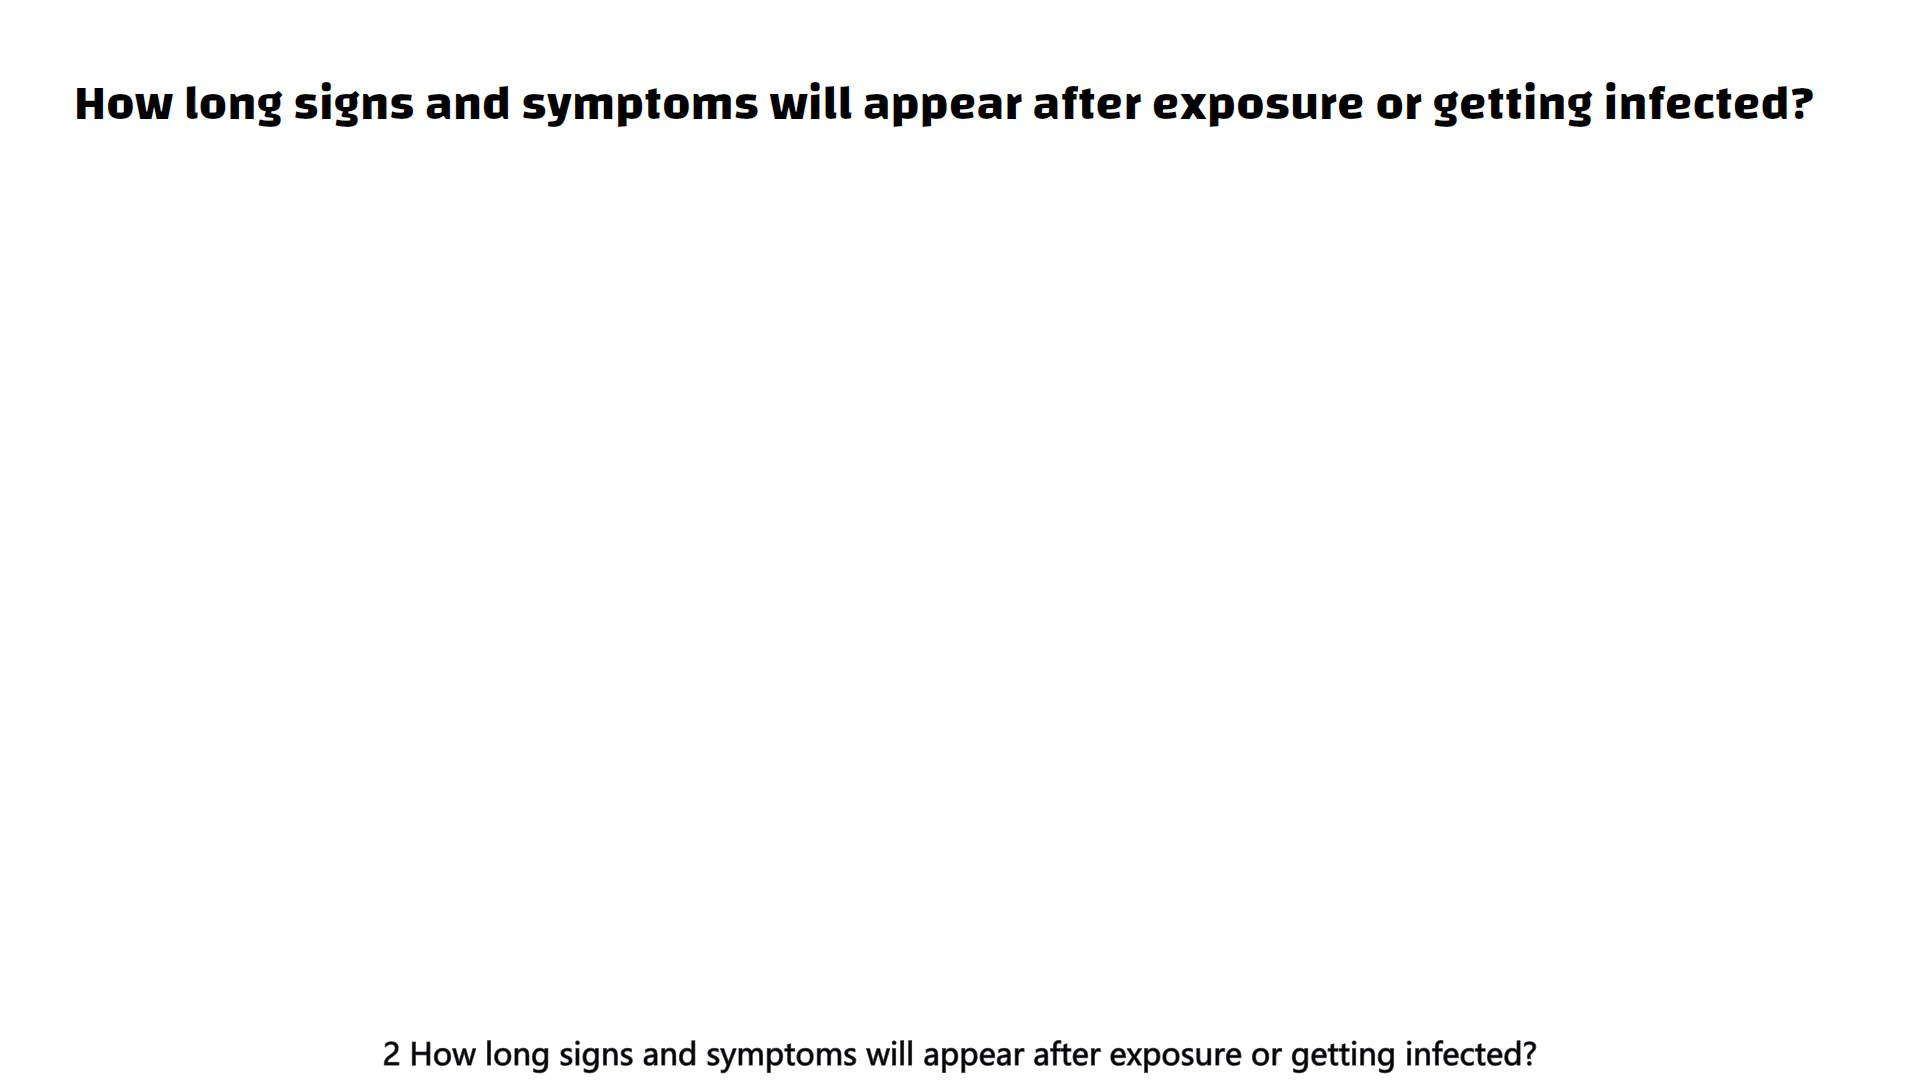 How long signs and symptoms will appear after exposure or getting infected?
2 How long signs and symptoms will appear after exposure or getting infected?